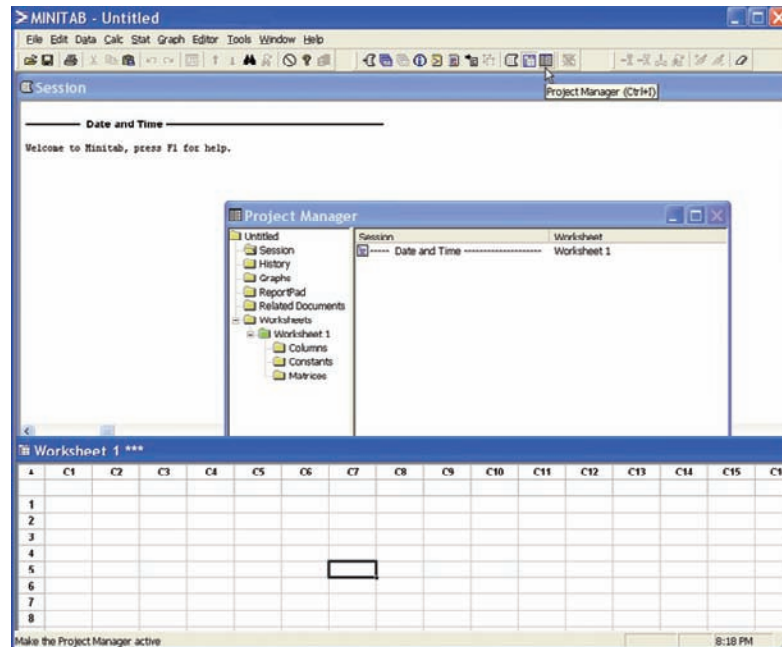 MINITAB - Untitled
File Edit Data Calc Stat Graph Editor Tools Window Help
Project Manager (Ctrl+I)
Session
Date and Time
Welcome to Minitab, press F1 for help.
Project Manager
Untitled
Session
History
Graphs
ReportPad
Related Documents
Worksheets
Worksheet 1
Columns
Constants
Matrices
Session Worksheet
----- Date and Time -------------------- Worksheet 1
Worksheet 1 ***
C1 C2 C3 C4 C5 C6 C7 C8 C9 C10 C11 C12 C13 C14 C15
1
2
3
4
5
6
7
8
Make the Project Manager active 8:18 PM